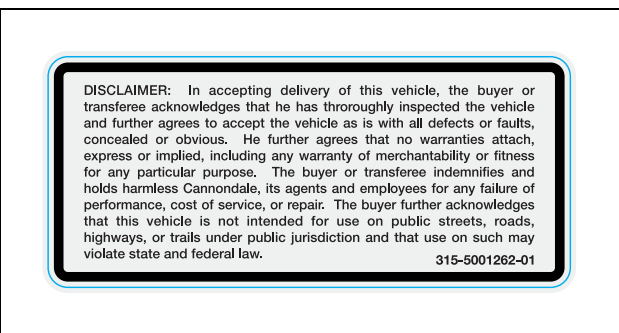 DISCLAIMER: In accepting delivery of this vehicle, the buyer or
transferee acknowledges that he has throroughly inspected the vehicle
and further agrees to accept the vehicle as is with all defects or faults,
concealed or obvious. He further agrees that no warranties attach,
express or implied, including any warranty of merchantability or fitness
for any particular purpose. The buyer or transferee indemnifies and
holds harmless Cannondale, its agents and employees for any failure of
performance, cost of service, or repair. The buyer further acknowledges
that this vehicle is not intended for use on public streets, roads,
highways, or trails under public jurisdiction and that use on such may
violate state and federal law.
315-5001262-01